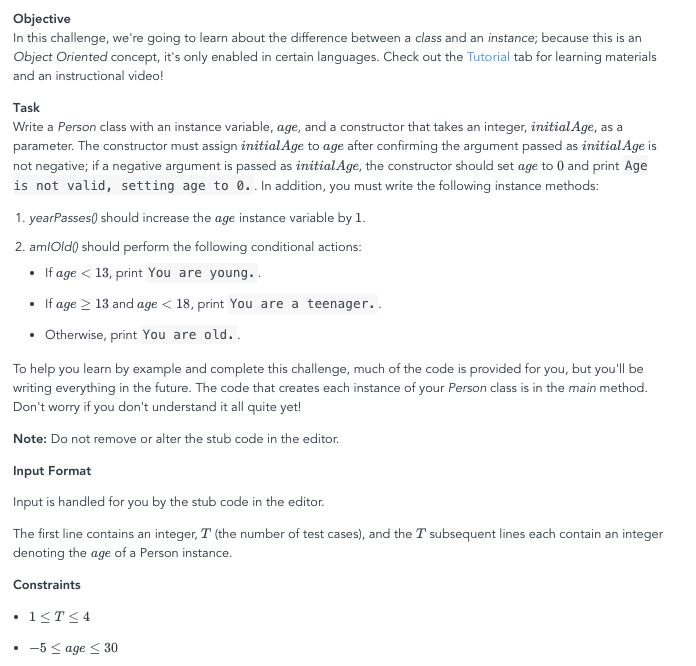 Objective
In this challenge, we're going to learn about the difference between a class and an instance; because this is an
Object Oriented concept, it's only enabled in certain languages. Check out the Tutorial tab for learning materials
and an instructional video!
Task
Write a Person class with an instance variable, age, and a constructor that takes an integer, initialAge, as a
parameter. The constructor must assign initialAge to age after confirming the argument passed as initialAge is
not negative; if a negative argument is passed as initialAge, the constructor should set age to 0 and print Age
is not valid, setting age to 0. . In addition, you must write the following instance methods:
1. yearPasses() should increase the age instance variable by 1.
2. amIOld() should perform the following conditional actions:
• If age < 13, print You are young. .
• If age ≥ 13 and age < 18, print You are a teenager. .
• Otherwise, print You are old. .
To help you learn by example and complete this challenge, much of the code is provided for you, but you'll be
writing everything in the future. The code that creates each instance of your Person class is in the main method.
Don't worry if you don't understand it all quite yet!
Note: Do not remove or alter the stub code in the editor.
Input Format
Input is handled for you by the stub code in the editor.
The first line contains an integer, T (the number of test cases), and the T subsequent lines each contain an integer
denoting the age of a Person instance.
Constraints
• 1 ≤ T ≤ 4
• −5 ≤ age ≤ 30